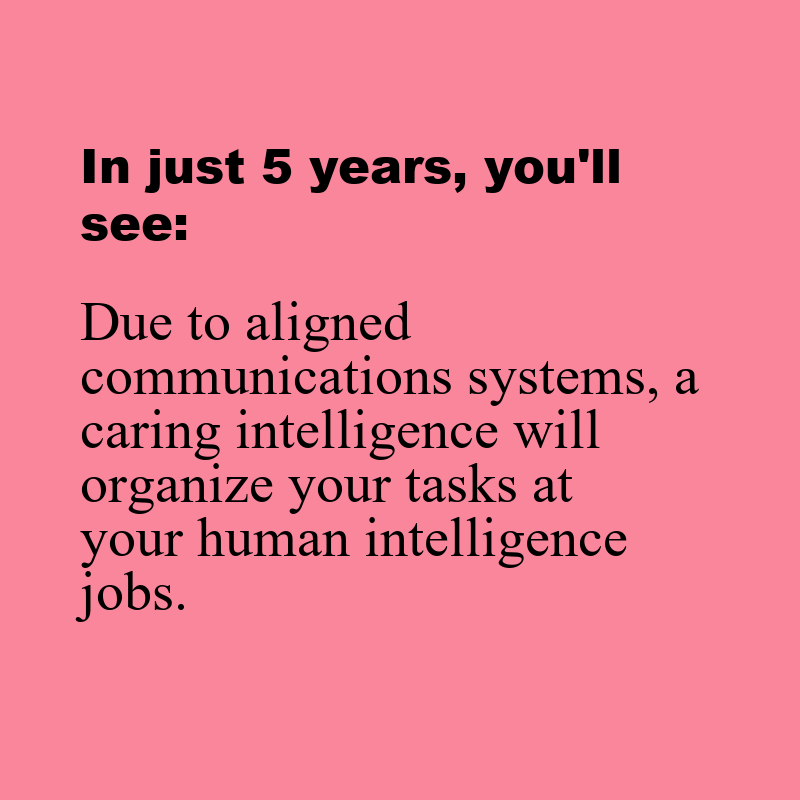 In just 5 years, you'll
see:
Due to aligned
communications systems, a
caring intelligence will
organize your tasks at
your human intelligence
jobs.